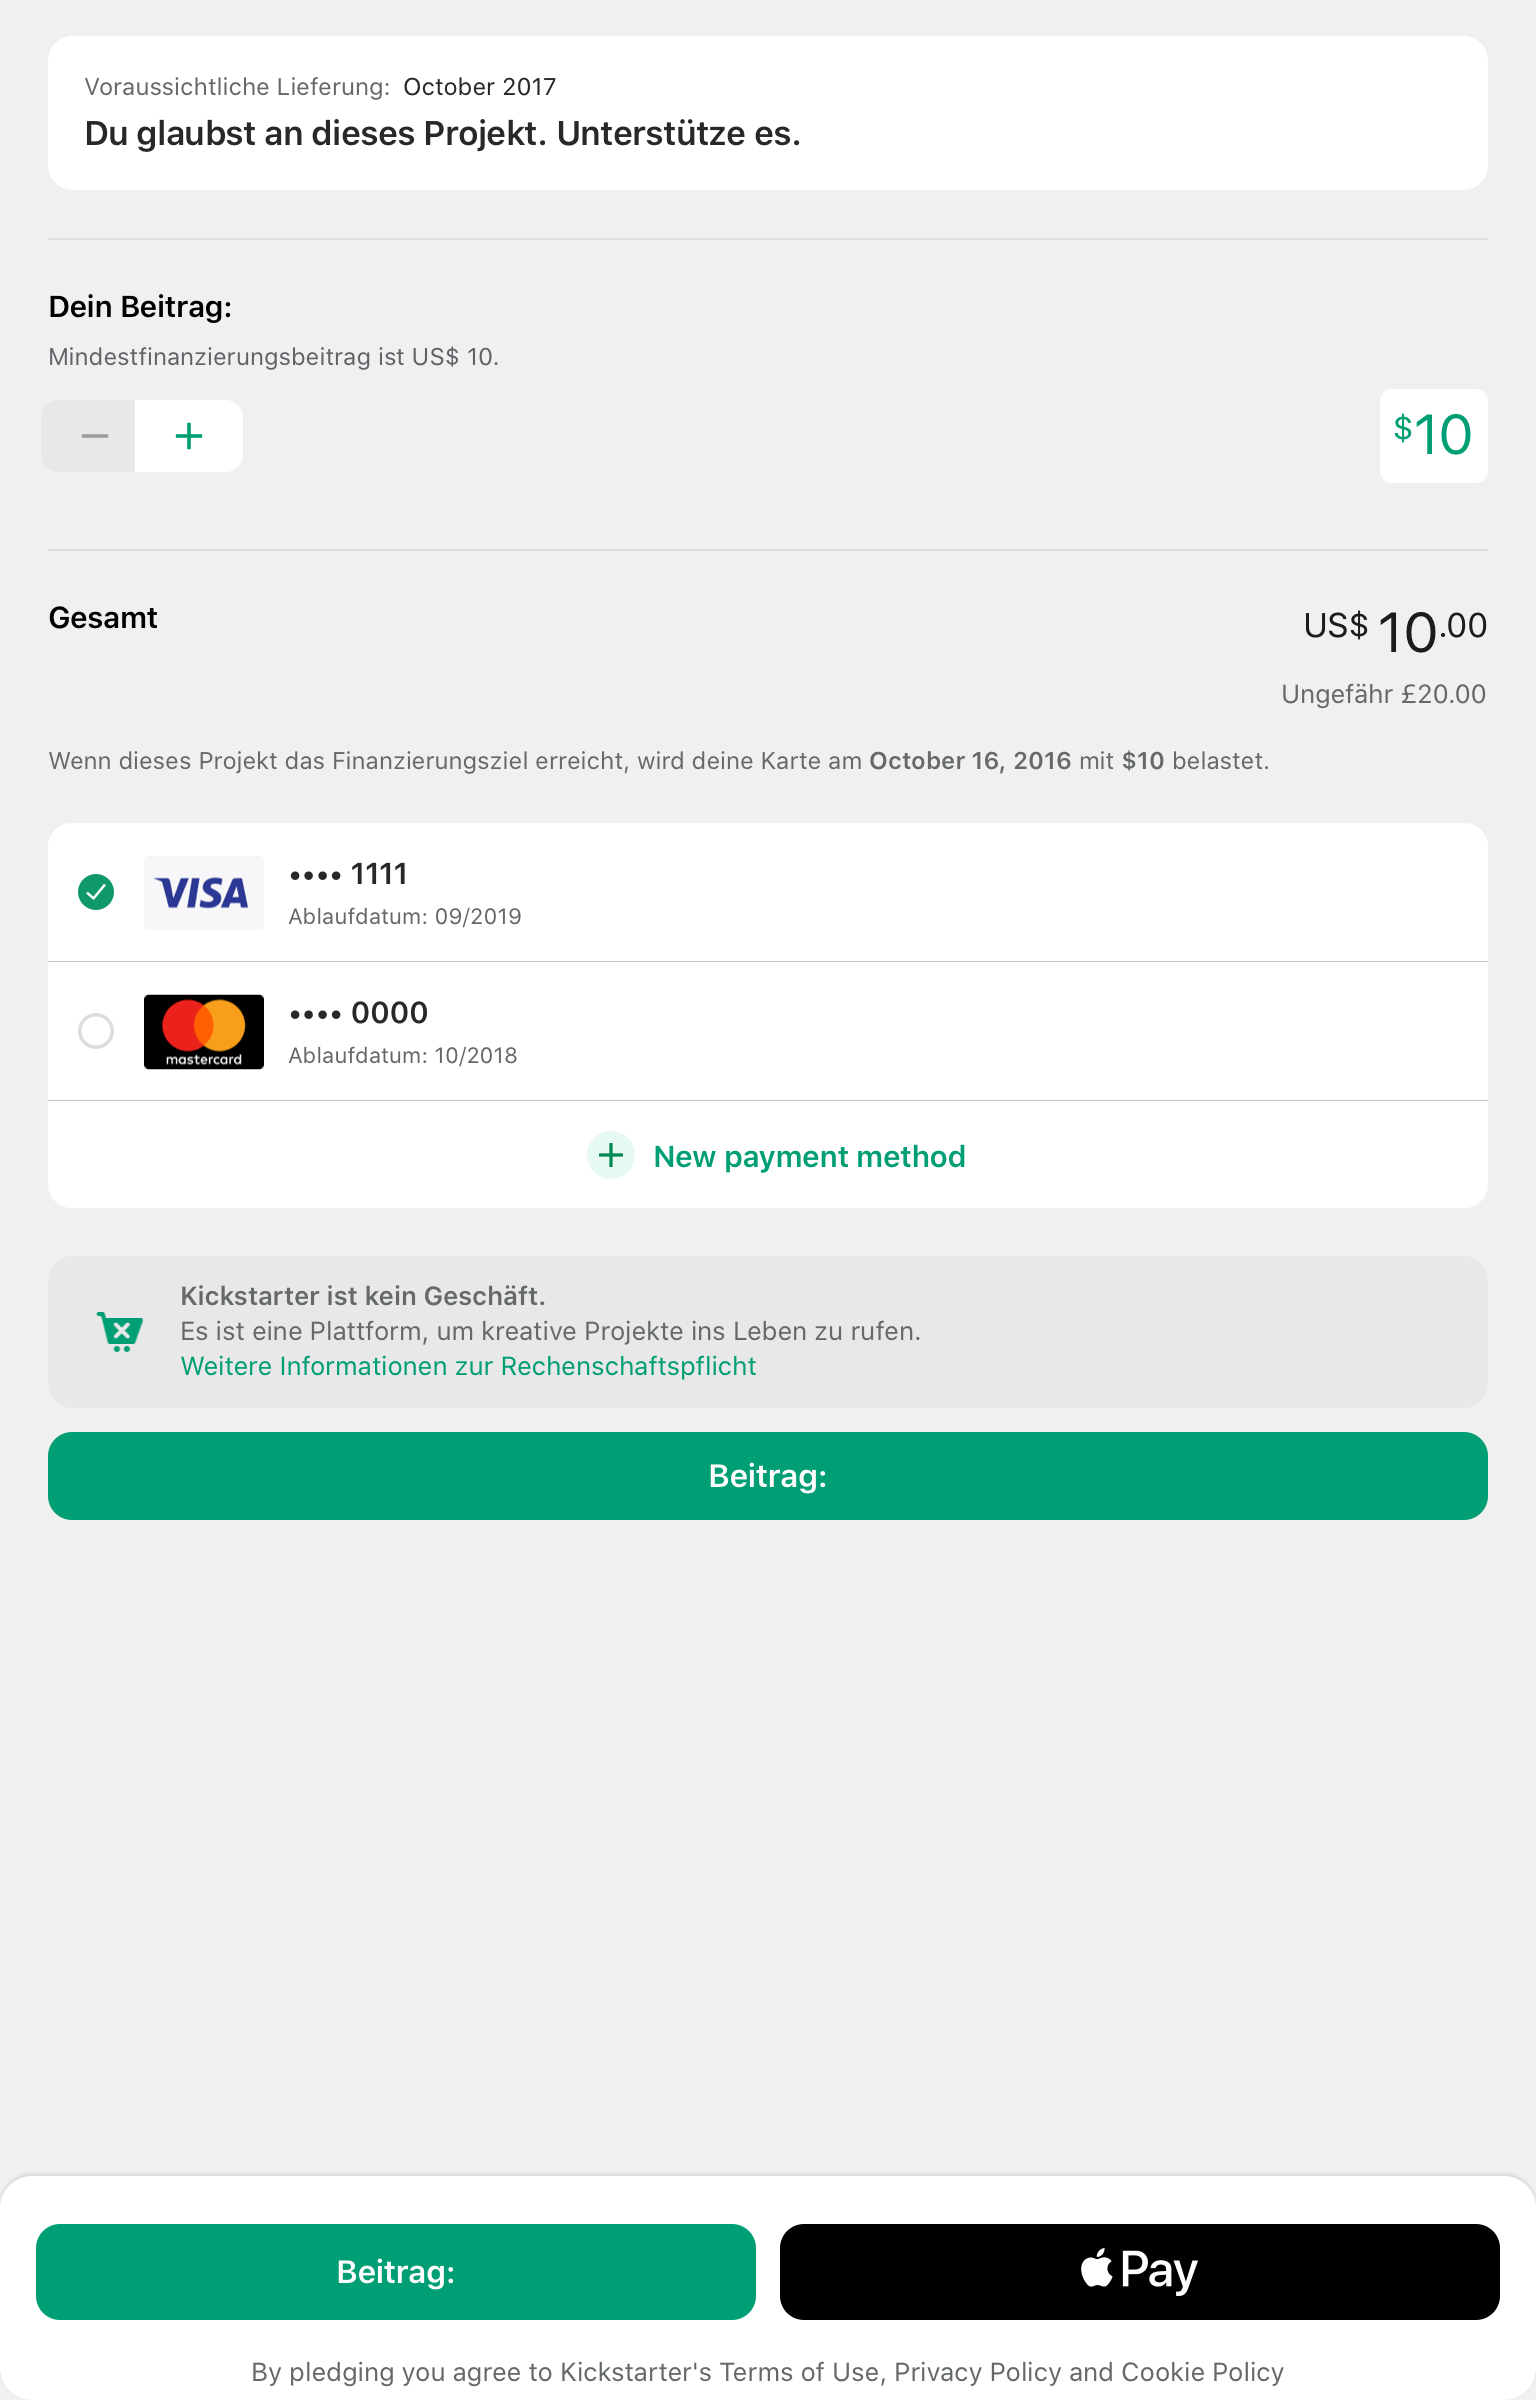 Voraussichtliche Lieferung: October 2017
Du glaubst an dieses Projekt. Unterstütze es.
Dein Beitrag:
Mindestfinanzierungsbeitrag ist US$ 10.
$10
Gesamt
US$ 10.00
Ungefähr £20.00
Wenn dieses Projekt das Finanzierungsziel erreicht, wird deine Karte am October 16, 2016 mit $10 belastet.
VISA
•••• 1111
Ablaufdatum: 09/2019
mastercard
•••• 0000
Ablaufdatum: 10/2018
New payment method
Kickstarter ist kein Geschäft.
Es ist eine Plattform, um kreative Projekte ins Leben zu rufen.
Weitere Informationen zur Rechenschaftspflicht
Beitrag:
Beitrag:
Pay
By pledging you agree to Kickstarter's Terms of Use, Privacy Policy and Cookie Policy